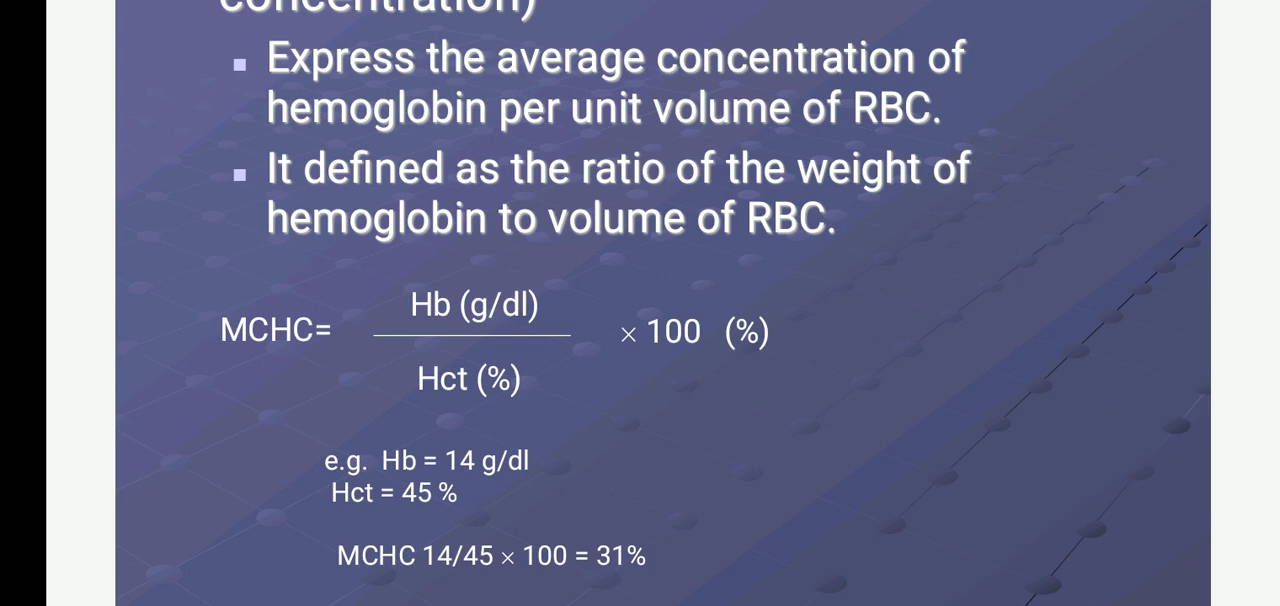 concentration)
Express the average concentration of
hemoglobin per unit volume of RBC.
It defined as the ratio of the weight of
hemoglobin to volume of RBC.
MCHC= Hb (g/dl) × 100 (%)
Hct (%)
e.g. Hb = 14 g/dl
Hct = 45 %
MCHC 14/45 × 100 = 31%